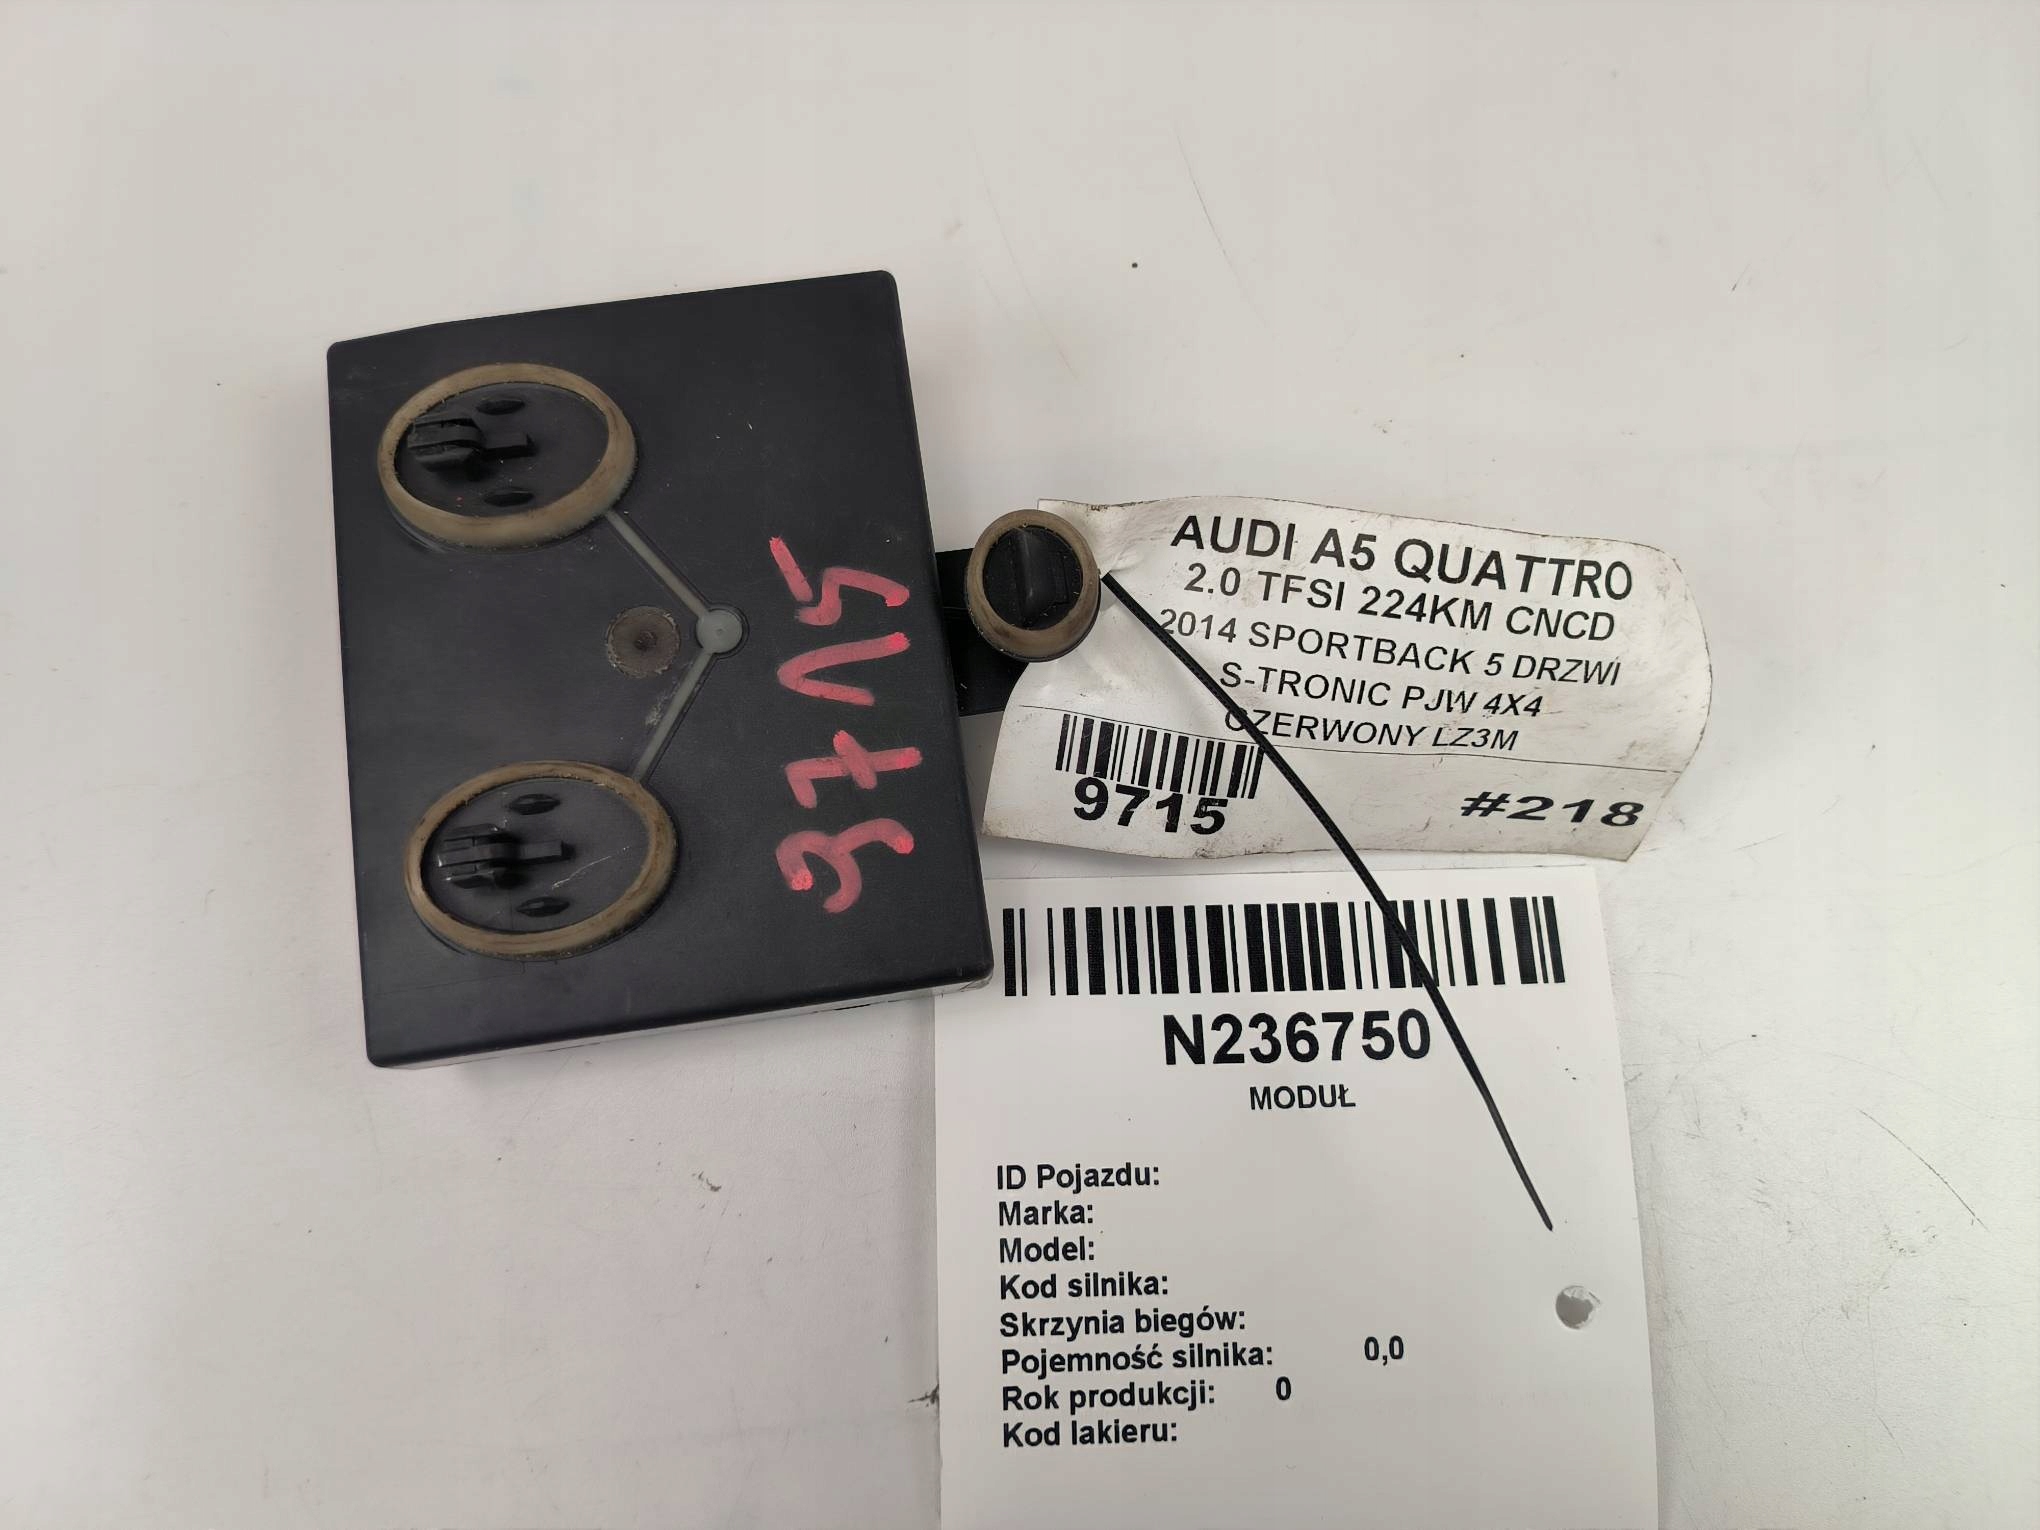 9715
AUDI A5 QUATTRO
2.0 TFSI 224KM CNCD
2014 SPORTBACK 5 DRZWI
S-TRONIC PJW 4X4
CZERWONY LZ3M
9715
#218
N236750
MODUŁ
ID Pojazdu:
Marka:
Model:
Kod silnika:
Skrzynia biegów:
Pojemność silnika: 0,0
Rok produkcji: 0
Kod lakieru: